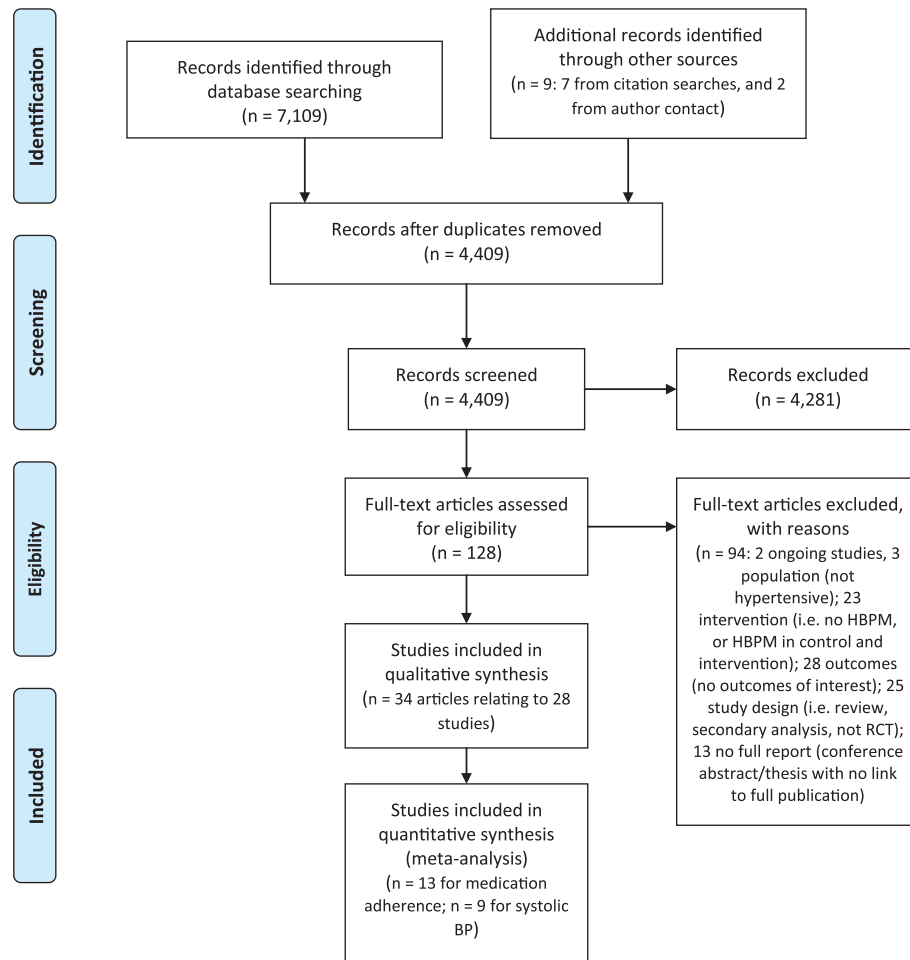 Identification
Records identified through
database searching
(n = 7,109)
Additional records identified
through other sources
(n = 9: 7 from citation searches, and 2
from author contact)
Records after duplicates removed
(n = 4,409)
Screening
Records screened
(n = 4,409)
Records excluded
(n = 4,281)
Eligibility
Full-text articles assessed
for eligibility
(n = 128)
Full-text articles excluded,
with reasons
(n = 94: 2 ongoing studies, 3
population (not
hypertensive); 23
intervention (i.e. no HBPM,
or HBPM in control and
intervention); 28 outcomes
(no outcomes of interest); 25
study design (i.e. review,
secondary analysis, not RCT);
13 no full report (conference
abstract/thesis with no link
to full publication)
Studies included in
qualitative synthesis
(n = 34 articles relating to 28
studies)
Included
Studies included in
quantitative synthesis
(meta-analysis)
(n = 13 for medication
adherence; n = 9 for systolic
BP)